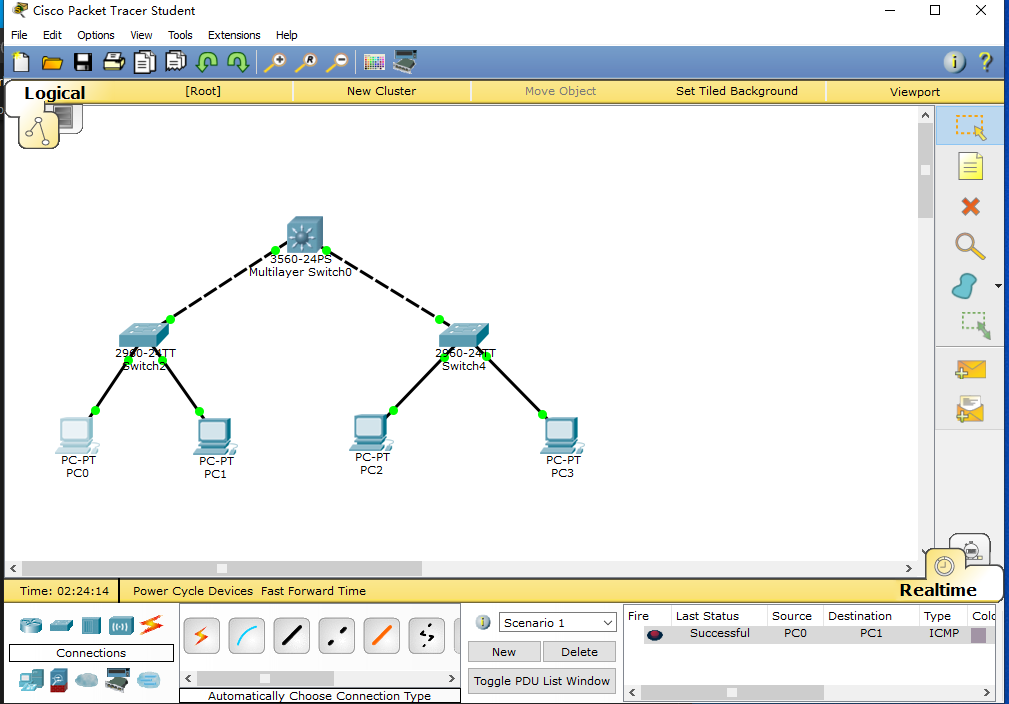 Cisco Packet Tracer Student
File Edit Options View Tools Extensions Help
Logical [Root] New Cluster Move Object Set Tiled Background Viewport
3560-24PS
Multilayer Switch0
2960-24TT
Switch2
2960-24TT
Switch4
PC-PT
PC0
PC-PT
PC1
PC-PT
PC2
PC-PT
PC3
Time: 02:24:14 Power Cycle Devices Fast Forward Time
Realtime
Connections
Automatically Choose Connection Type
Scenario 1
New Delete
Toggle PDU List Window
Fire Last Status Source Destination Type Colo
Successful PC0 PC1 ICMP